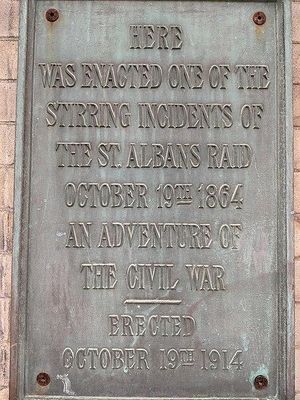 HERE
WAS ENACTED ONE OF THE
STIRRING INCIDENTS OF
THE ST. ALBANS RAID
OCTOBER 19TH 1864
AN ADVENTURE OF
THE CIVIL WAR
ERECTED
OCTOBER 19TH 1914